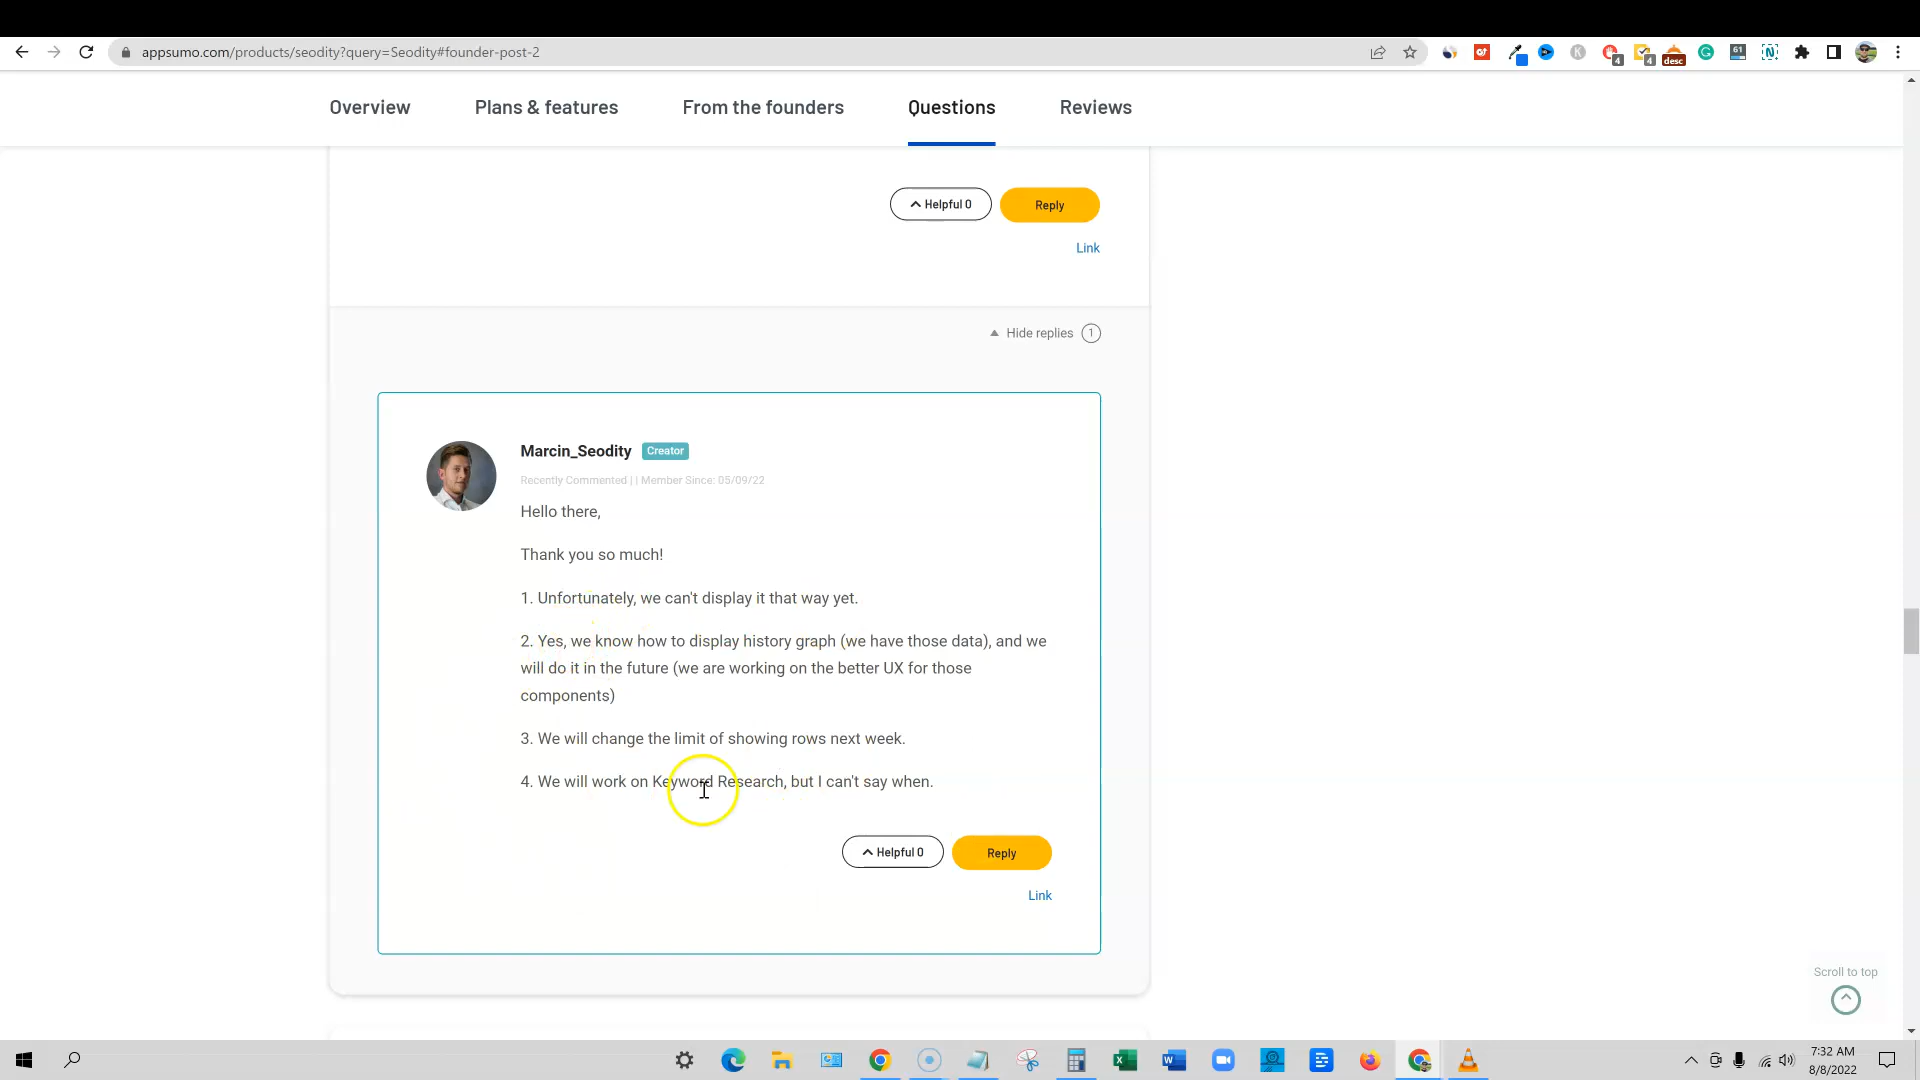 appsumo.com/products/seodity?query=Seodity#founder-post-2
4
4
desc
61
Overview
Plans & features
From the founders
Questions
Reviews
Helpful 0
Reply
Link
Hide replies 1
Marcin_Seodity Creator
Recently Commented | | Member Since: 05/09/22
Hello there,
Thank you so much!
1. Unfortunately, we can't display it that way yet.
2. Yes, we know how to display history graph (we have those data), and we
will do it in the future (we are working on the better UX for those
components)
3. We will change the limit of showing rows next week.
4. We will work on Keyword Research, but I can't say when.
Helpful 0
Reply
Link
Scroll to top
7:32 AM
8/8/2022